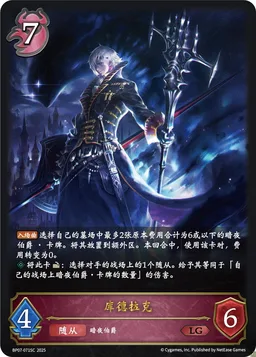 7
入场曲 选择自己的墓场中最多2张原本费用合计为6或以下的暗夜
伯爵·卡牌。将其放置到额外区。本回合中,使用该卡时,费
用转变为0。
将此卡 : 选择对手的战场上的1个随从。给予其等同于「自
己的战场上暗夜伯爵·卡牌的数量」的伤害。
库德拉克
4
随从
暗夜伯爵
LG
6
BP07-071SC 2025
© Cygames, Inc. Published by NetEase Games